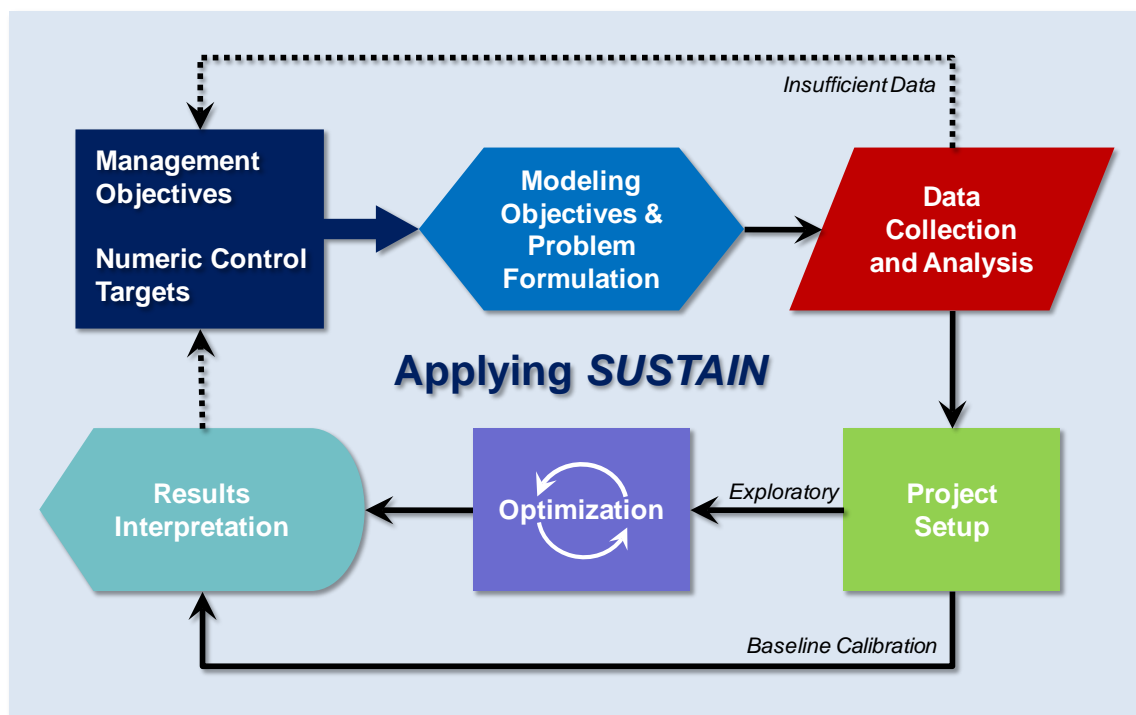 Insufficient Data
Management
Objectives
Numeric Control
Targets
Modeling
Objectives &
Problem
Formulation
Data
Collection
and Analysis
Applying SUSTAIN
Results
Interpretation
Optimization
Exploratory
Project
Setup
Baseline Calibration